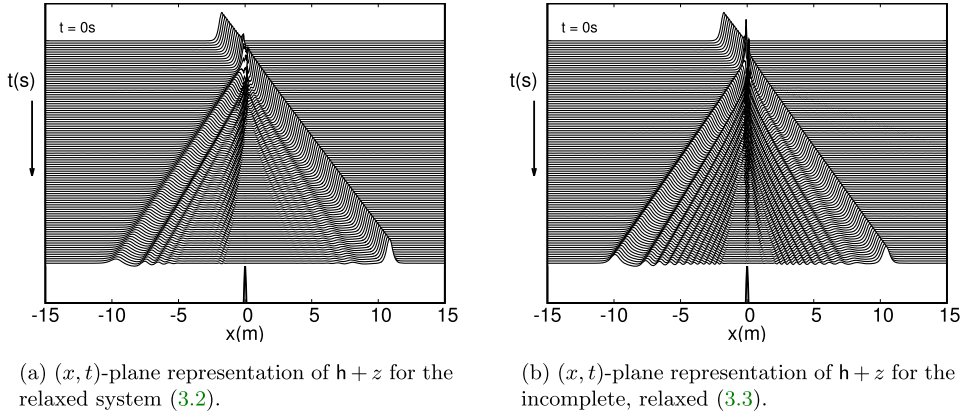 t = 0s
t(s)
-15 -10 -5 0 5 10 15
x(m)
(a) (x, t)-plane representation of h + z for the
relaxed system (3.2).
t = 0s
t(s)
-15 -10 -5 0 5 10 15
x(m)
(b) (x, t)-plane representation of h + z for the
incomplete, relaxed (3.3).